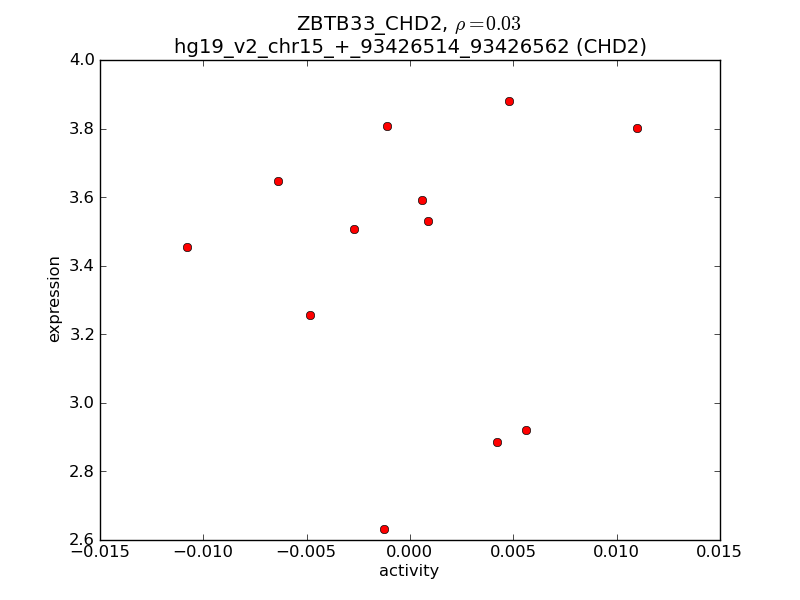 ZBTB33_CHD2, ρ = 0.03
hg19_v2_chr15_+_93426514_93426562 (CHD2)
4.0
3.8
3.6
3.4
3.2
3.0
2.8
2.6
expression
−0.015 −0.010 −0.005 0.000 0.005 0.010 0.015
activity